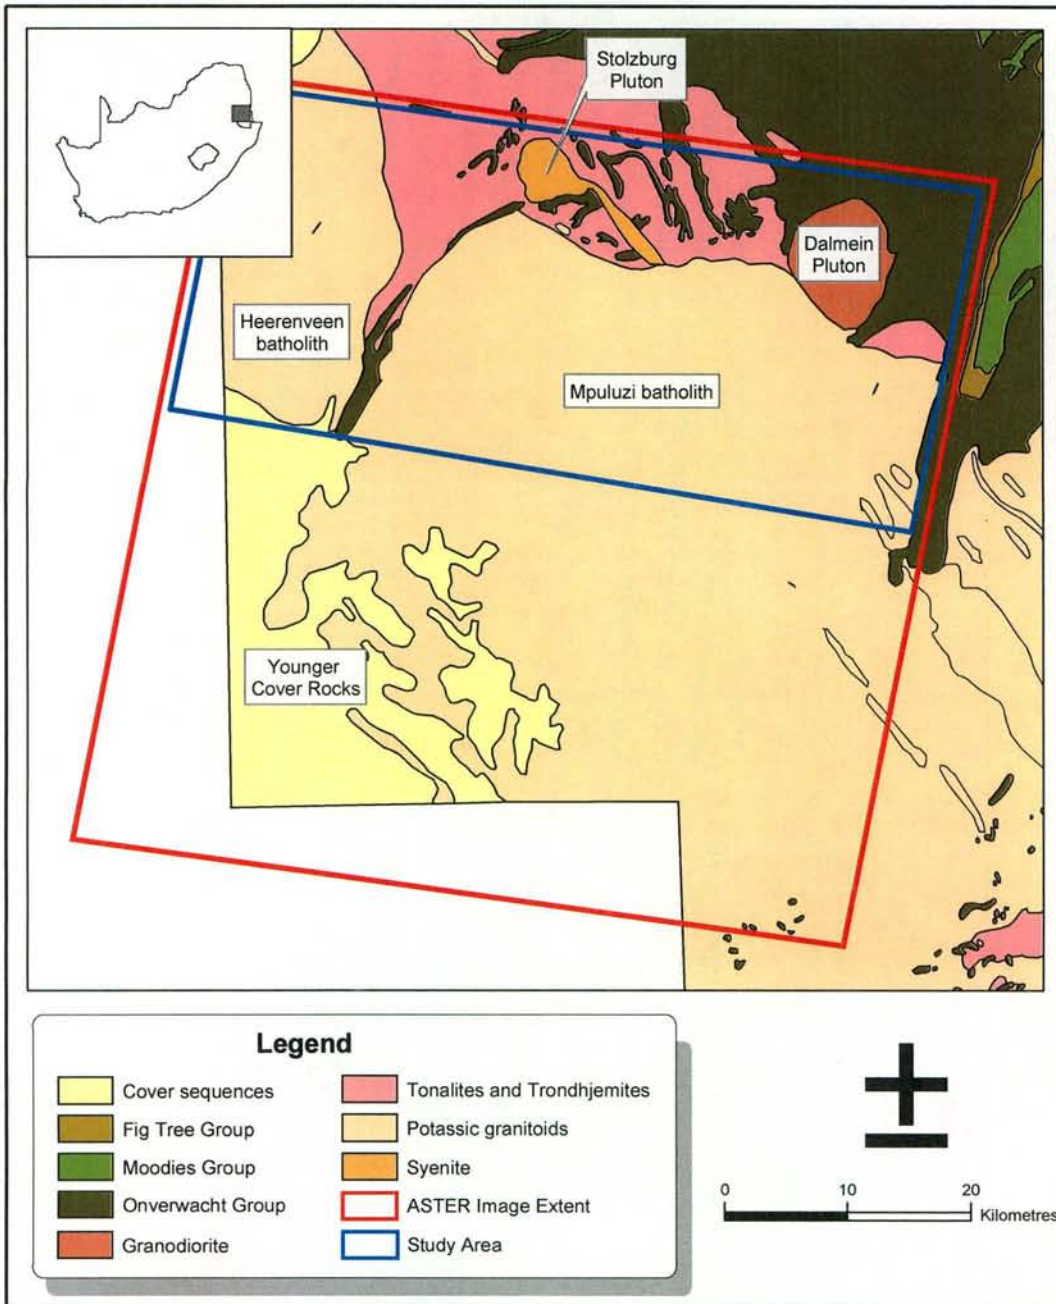 Stolzburg
Pluton
Dalmein
Pluton
Heerenveen
batholith
Mpuluzi batholith
Younger
Cover Rocks
Legend
Cover sequences
Fig Tree Group
Moodies Group
Onverwacht Group
Granodiorite
Tonalites and Trondhjemites
Potassic granitoids
Syenite
ASTER Image Extent
Study Area
0 10 20
Kilometres